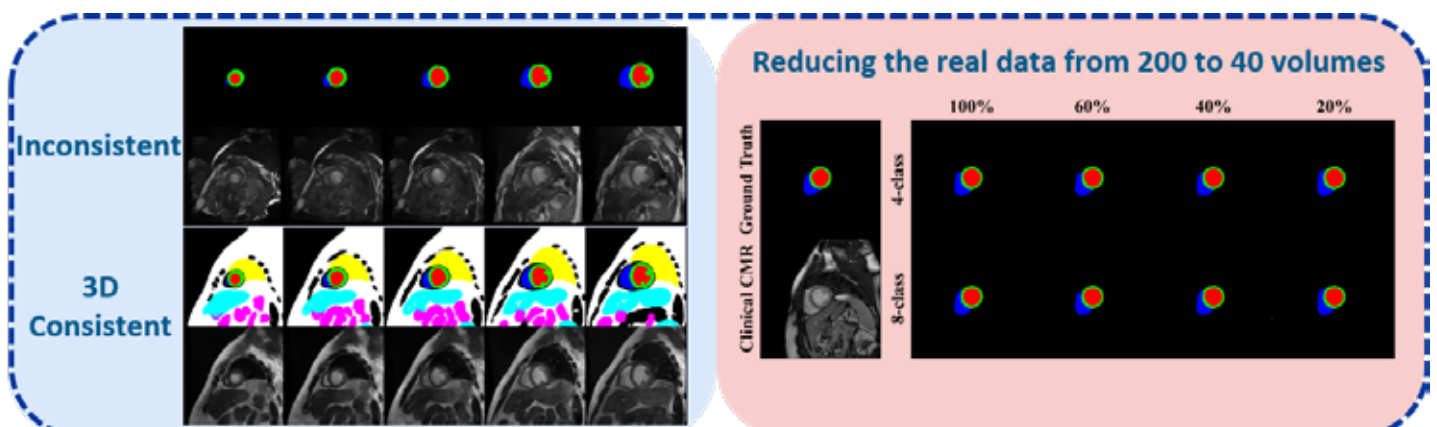 Inconsistent
3D
Consistent
Reducing the real data from 200 to 40 volumes
100% 60% 40% 20%
Ground Truth
Clinical CMR
4-class
8-class